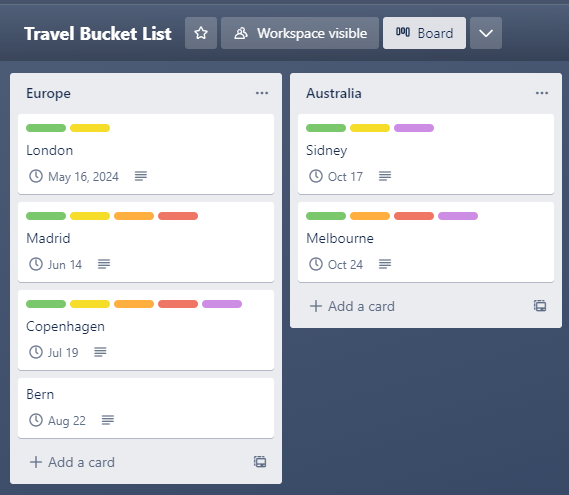 Travel Bucket List
Workspace visible
Board
Europe
London
May 16, 2024
Madrid
Jun 14
Copenhagen
Jul 19
Bern
Aug 22
+ Add a card
Australia
Sidney
Oct 17
Melbourne
Oct 24
+ Add a card